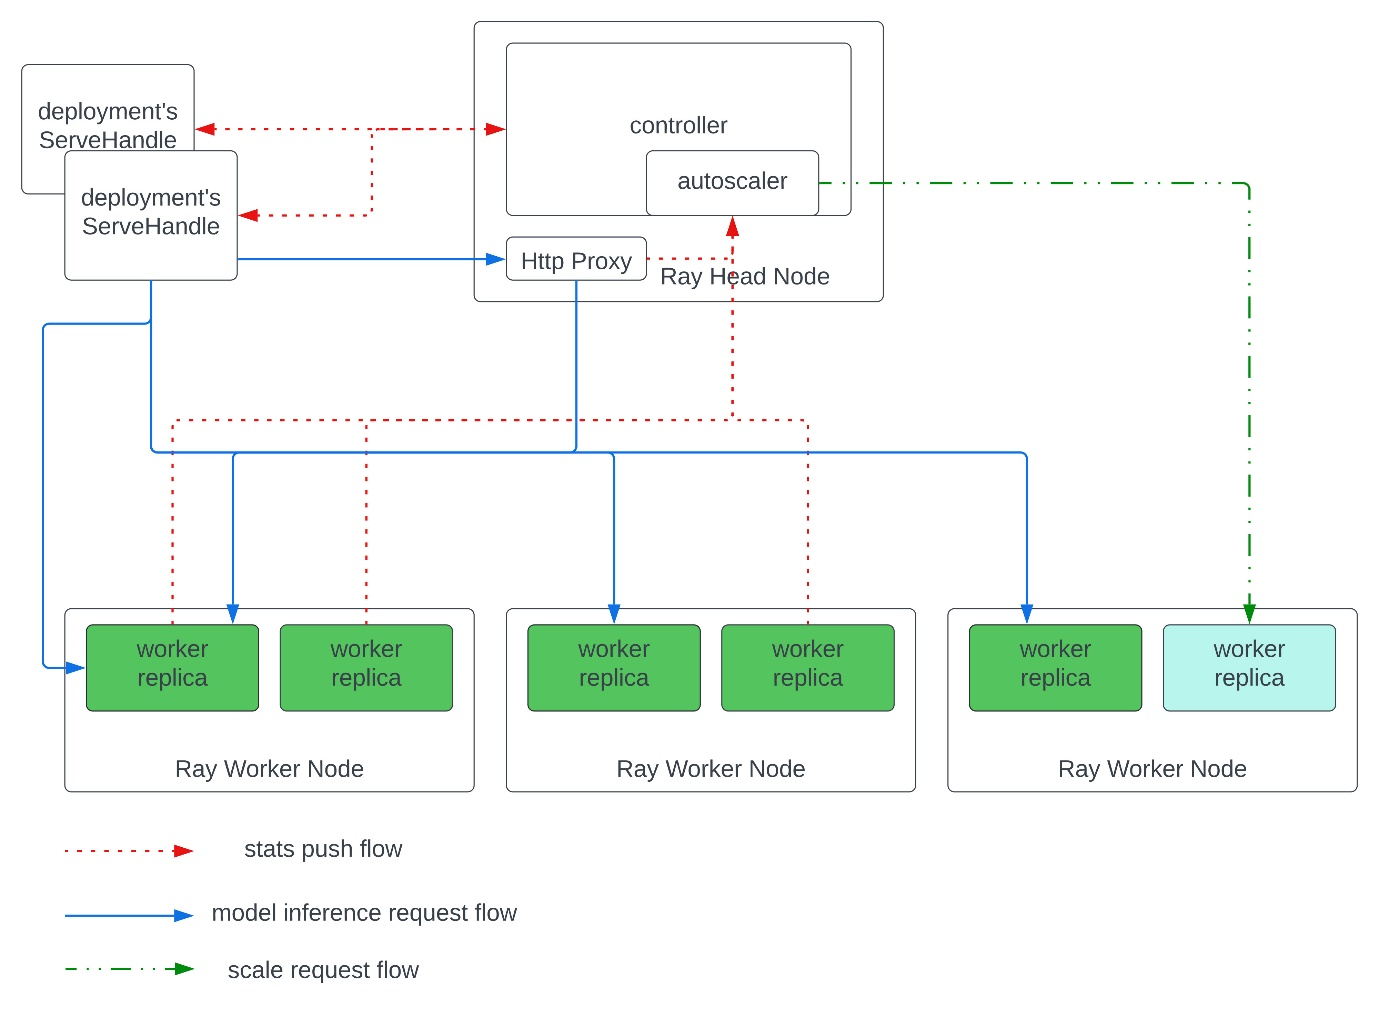 deployment's
ServeHandle
deployment's
ServeHandle
controller
autoscaler
Http Proxy
Ray Head Node
worker
replica
worker
replica
Ray Worker Node
worker
replica
worker
replica
Ray Worker Node
worker
replica
worker
replica
Ray Worker Node
stats push flow
model inference request flow
scale request flow